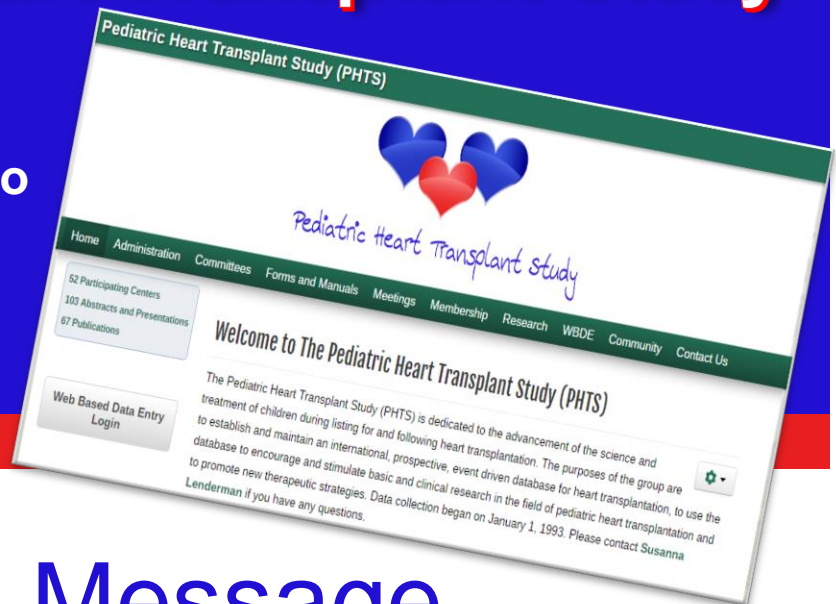 Pediatric Heart Transplant Study (PHTS)
o
Pediatric Heart Transplant Study
Home Administration Committees Forms and Manuals Meetings Membership Research WBDE Community Contact Us
52 Participating Centers
103 Abstracts and Presentations
67 Publications
Web Based Data Entry
Login
Welcome to The Pediatric Heart Transplant Study (PHTS)
The Pediatric Heart Transplant Study (PHTS) is dedicated to the advancement of the science and
treatment of children during listing for and following heart transplantation. The purposes of the group are
to establish and maintain an international, prospective, event driven database for heart transplantation, to use the
database to encourage and stimulate basic and clinical research in the field of pediatric heart transplantation and
to promote new therapeutic strategies. Data collection began on January 1, 1993. Please contact Susanna
Lenderman if you have any questions.
Message